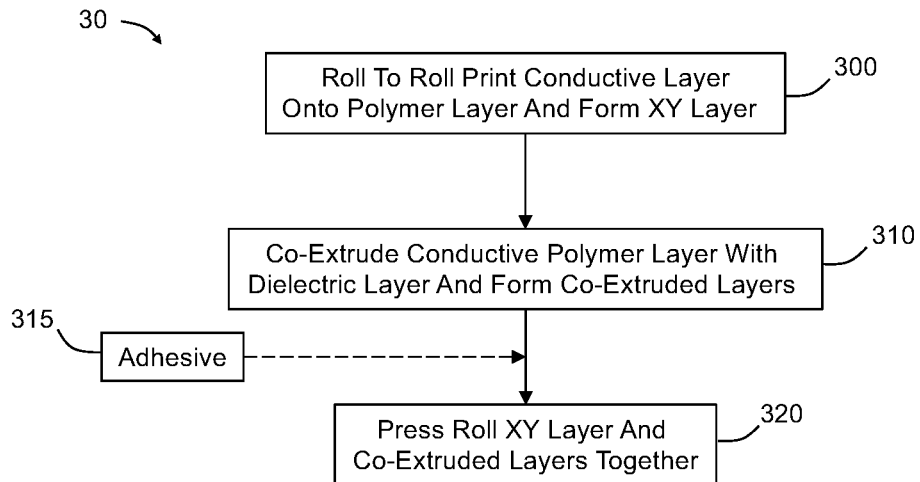 30
Roll To Roll Print Conductive Layer
Onto Polymer Layer And Form XY Layer
300
Co-Extrude Conductive Polymer Layer With
Dielectric Layer And Form Co-Extruded Layers
310
315
Adhesive
Press Roll XY Layer And
Co-Extruded Layers Together
320